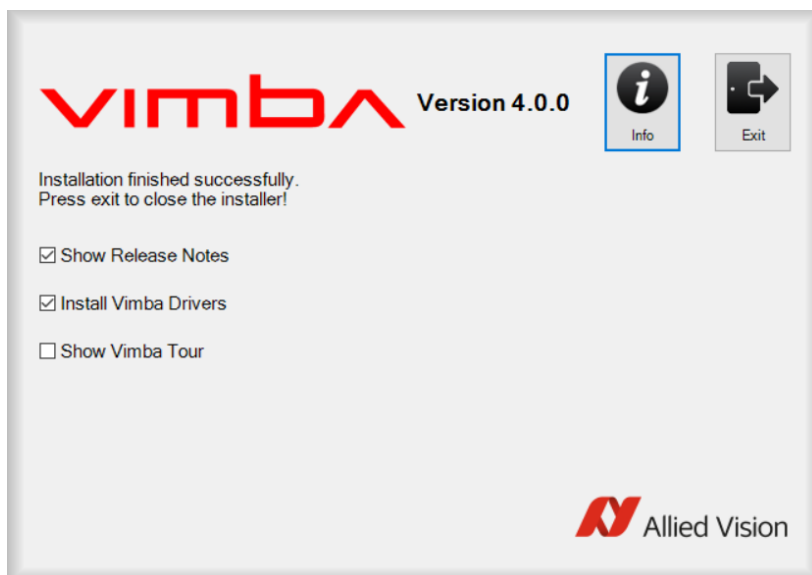 vimba Version 4.0.0
Info
Exit
Installation finished successfully.
Press exit to close the installer!
Show Release Notes
Install Vimba Drivers
Show Vimba Tour
Allied Vision